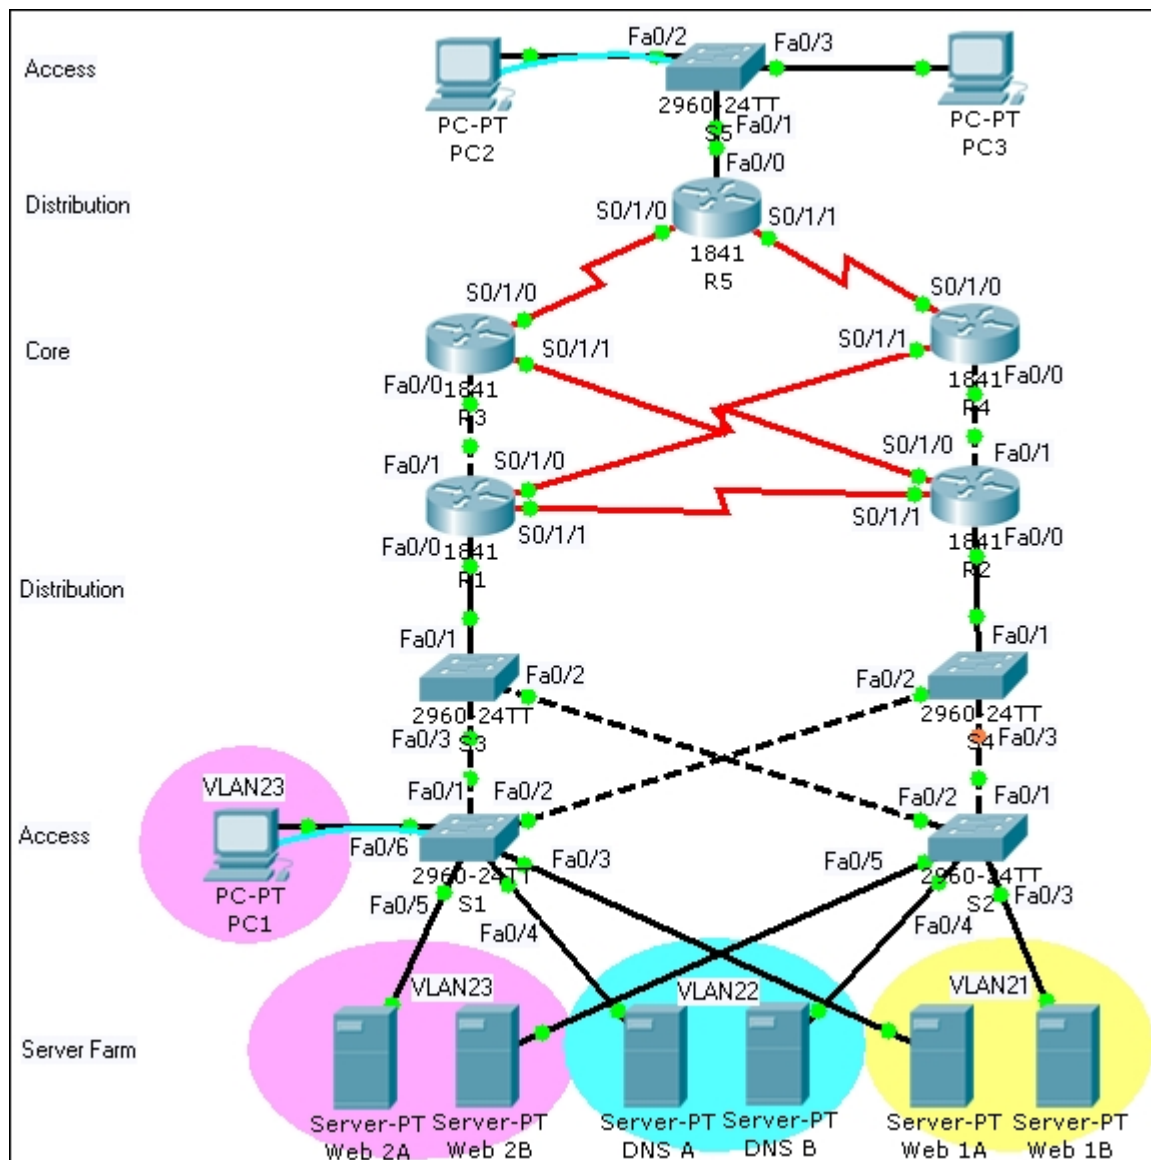 Access
Fa0/2
Fa0/3
PC-PT
PC2
2960-24TT
S5
Fa0/1
PC-PT
PC3
Fa0/0
Distribution
S0/1/0
S0/1/1
1841
R5
S0/1/0
S0/1/0
Core
S0/1/1
S0/1/1
Fa0/0
1841
R3
1841
R4
Fa0/0
Fa0/1
S0/1/0
S0/1/0
Fa0/1
S0/1/1
S0/1/1
Fa0/0
1841
R1
1841
R2
Fa0/0
Distribution
Fa0/1
Fa0/1
Fa0/2
Fa0/2
2960-24TT
S3
Fa0/3
2960-24TT
S4
Fa0/3
VLAN23
Fa0/1
Fa0/2
Fa0/2
Fa0/1
Access
Fa0/6
Fa0/3
Fa0/5
PC-PT
PC1
2960-24TT
S1
2960-24TT
S2
Fa0/5
Fa0/4
Fa0/4
Fa0/3
VLAN23
VLAN22
VLAN21
Server Farm
Server-PT
Web 2A
Server-PT
Web 2B
Server-PT
DNS A
Server-PT
DNS B
Server-PT
Web 1A
Server-PT
Web 1B